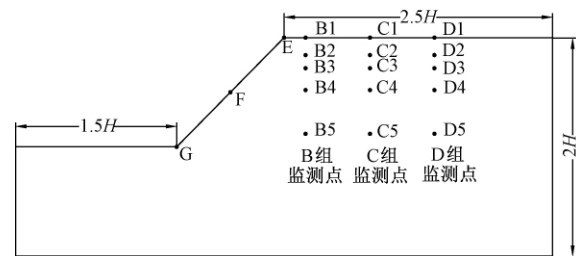 2.5H
E B1 C1 D1
B2 C2 D2
B3 C3 D3
B4 C4 D4
F
1.5H
B5 C5 D5
G
B组 C组 D组
监测点 监测点 监测点
2H